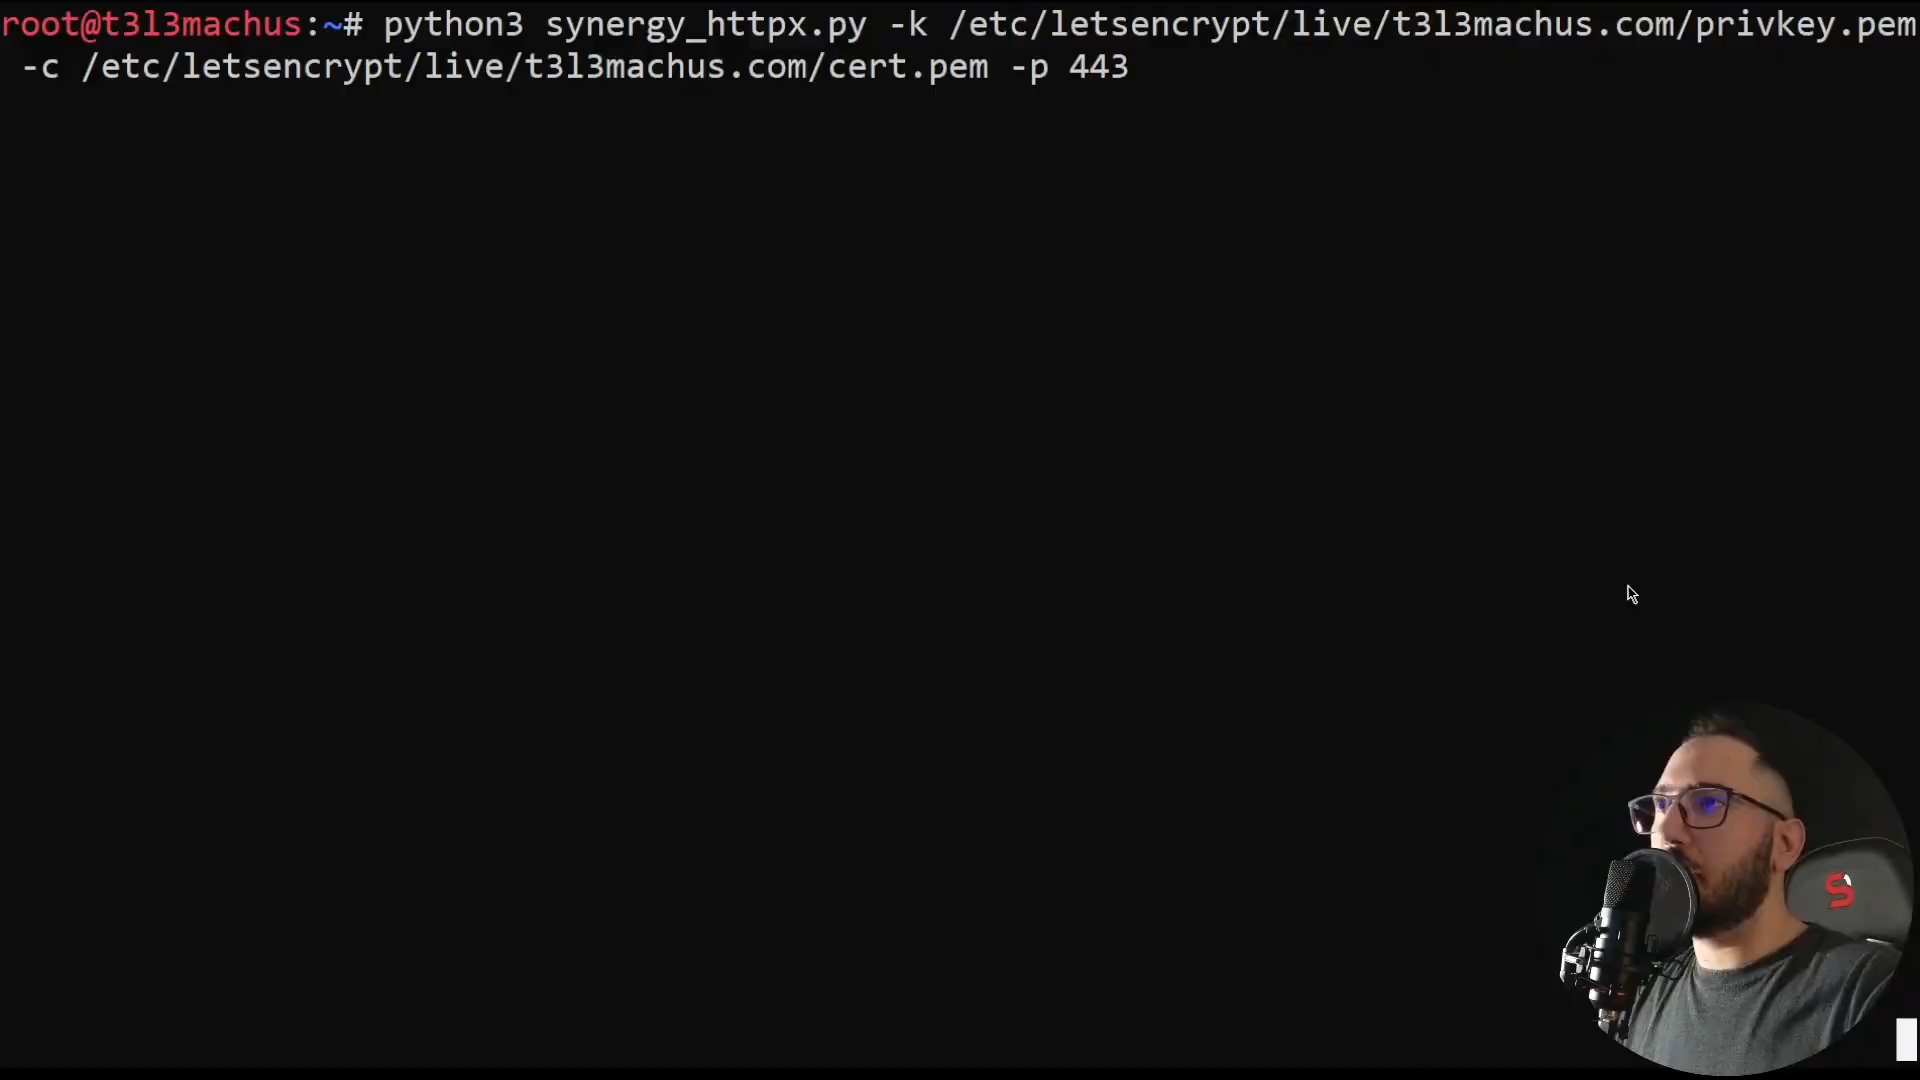 root@t3l3machus:~# python3 synergy_httpx.py -k /etc/letsencrypt/live/t3l3machus.com/privkey.pem
-c /etc/letsencrypt/live/t3l3machus.com/cert.pem -p 443